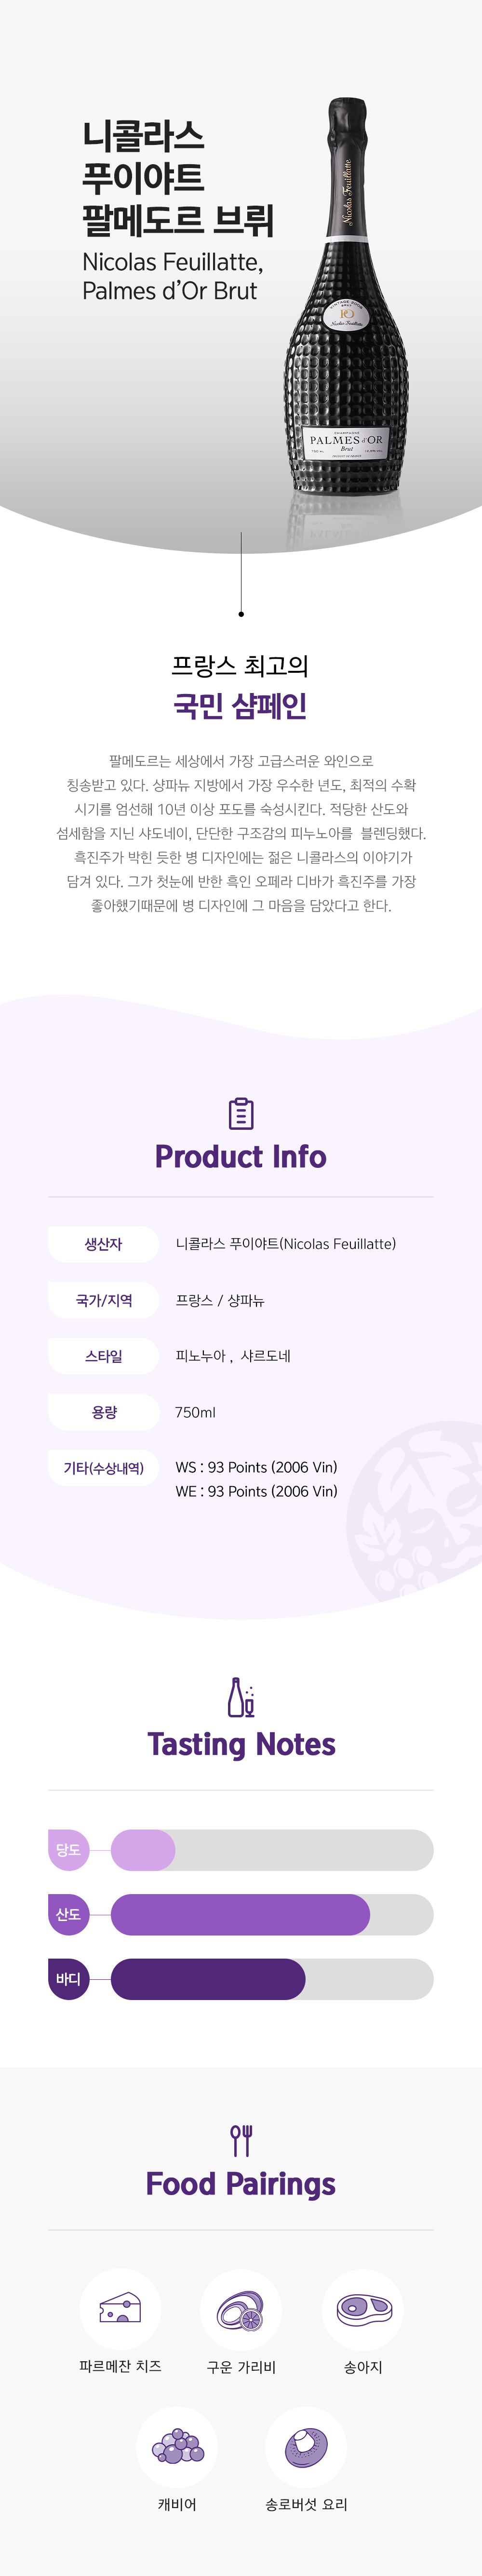 니콜라스
푸이야트
팔메도르 브뤼
Nicolas Feuillatte,
Palmes d’Or Brut
Nicolas Feuillatte
VINTAGE 2006
BRUT
PO
Nicolas Feuillatte
CHAMPAGNE
PALMES d'OR
Brut
750 ml
프랑스 최고의
국민 샴페인
팔메도르는 세상에서 가장 고급스러운 와인으로
칭송받고 있다. 샹파뉴 지방에서 가장 우수한 년도, 최적의 수확
시기를 엄선해 10년 이상 포도를 숙성시킨다. 적당한 산도와
섬세함을 지닌 샤도네이, 단단한 구조감의 피누노아를 블렌딩했다.
흑진주가 박힌 듯한 병 디자인에는 젊은 니콜라스의 이야기가
담겨 있다. 그가 첫눈에 반한 흑인 오페라 디바가 흑진주를 가장
좋아했기때문에 병 디자인에 그 마음을 담았다고 한다.
Product Info
생산자 니콜라스 푸이야트(Nicolas Feuillatte)
국가/지역 프랑스 / 샹파뉴
스타일 피노누아 , 샤르도네
용량 750ml
기타(수상내역) WS : 93 Points (2006 Vin)
WE : 93 Points (2006 Vin)
Tasting Notes
당도
산도
바디
Food Pairings
파르메잔 치즈 구운 가리비 송아지
캐비어 송로버섯 요리